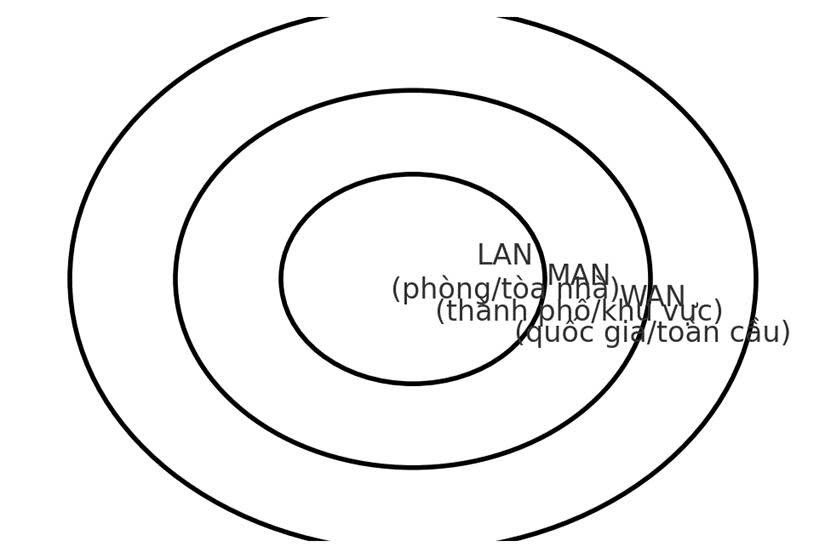 LAN
(phòng/tòa nhà)
MAN
(thành phố/khu vực)
WAN
(quốc gia/toàn cầu)